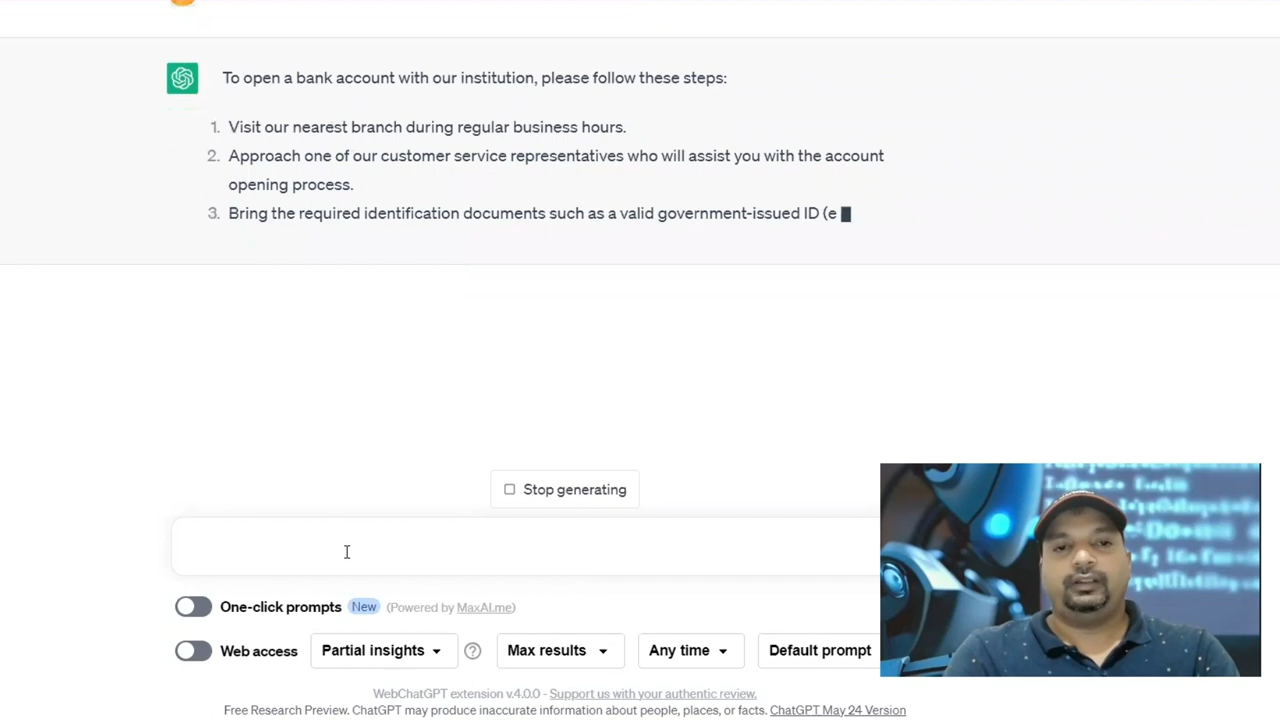 To open a bank account with our institution, please follow these steps:
1. Visit our nearest branch during regular business hours.
2. Approach one of our customer service representatives who will assist you with the account
opening process.
3. Bring the required identification documents such as a valid government-issued ID (e
Stop generating
One-click prompts New (Powered by MaxAI.me)
Web access Partial insights ? Max results Any time Default prompt
WebChatGPT extension v.4.0.0 - Support us with your authentic review.
Free Research Preview. ChatGPT may produce inaccurate information about people, places, or facts. ChatGPT May 24 Version